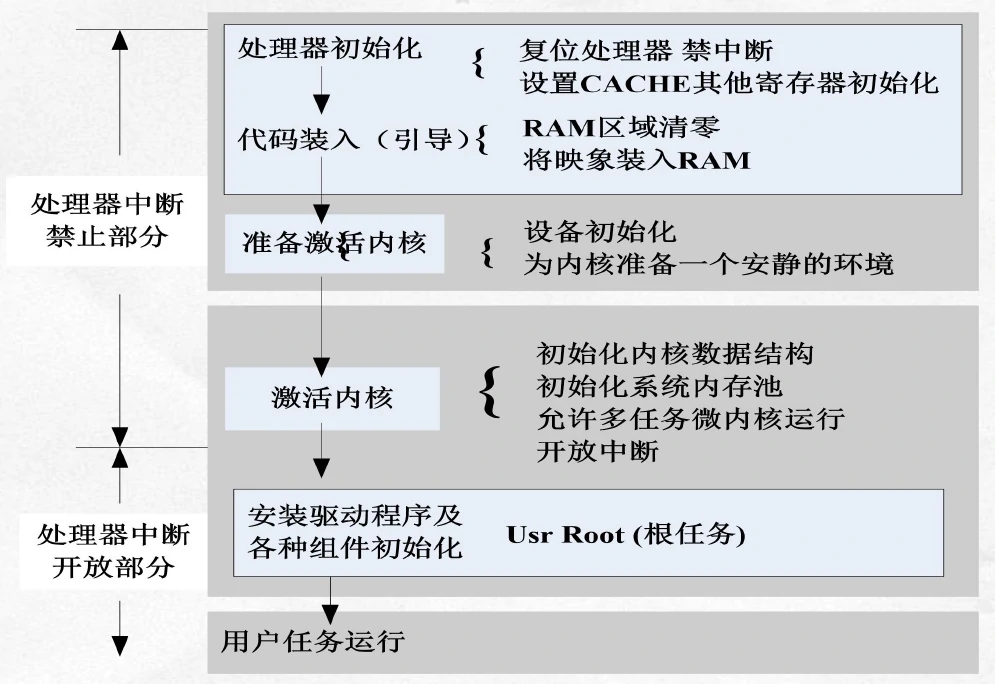 处理器初始化
{
复位处理器 禁中断
设置CACHE其他寄存器初始化
代码装入（引导）
{
RAM区域清零
将映象装入RAM
处理器中断
禁止部分
准备激活内核
{
{
设备初始化
为内核准备一个安静的环境
激活内核
{
初始化内核数据结构
初始化系统内存池
允许多任务微内核运行
开放中断
处理器中断
开放部分
安装驱动程序及
各种组件初始化
Usr Root (根任务)
用户任务运行